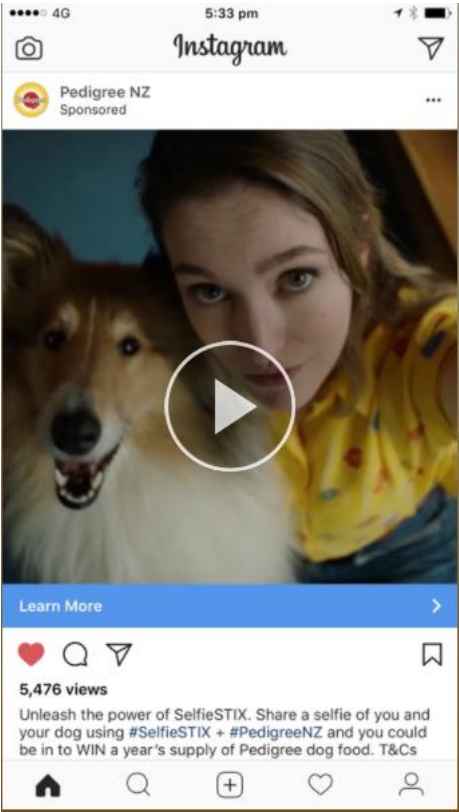 4G 5:33 pm
Instagram
Pedigree NZ
Sponsored
Learn More
5,476 views
Unleash the power of SelfieSTIX. Share a selfie of you and
your dog using #SelfieSTIX + #PedigreeNZ and you could
be in to WIN a year's supply of Pedigree dog food. T&Cs